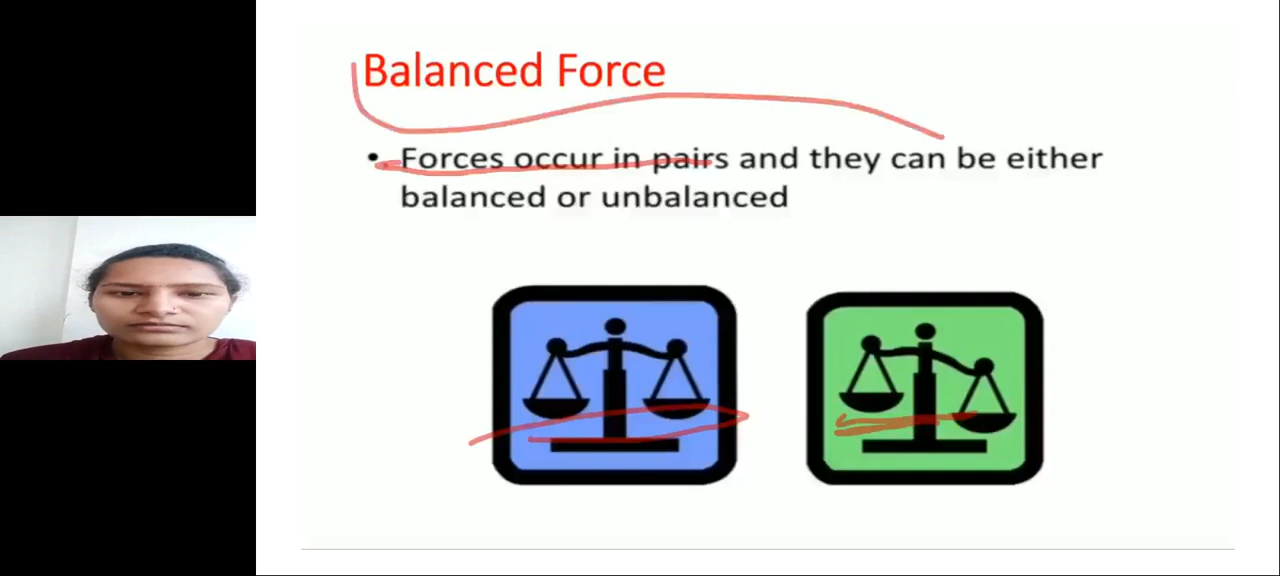 Balanced Force
• Forces occur in pairs and they can be either
balanced or unbalanced